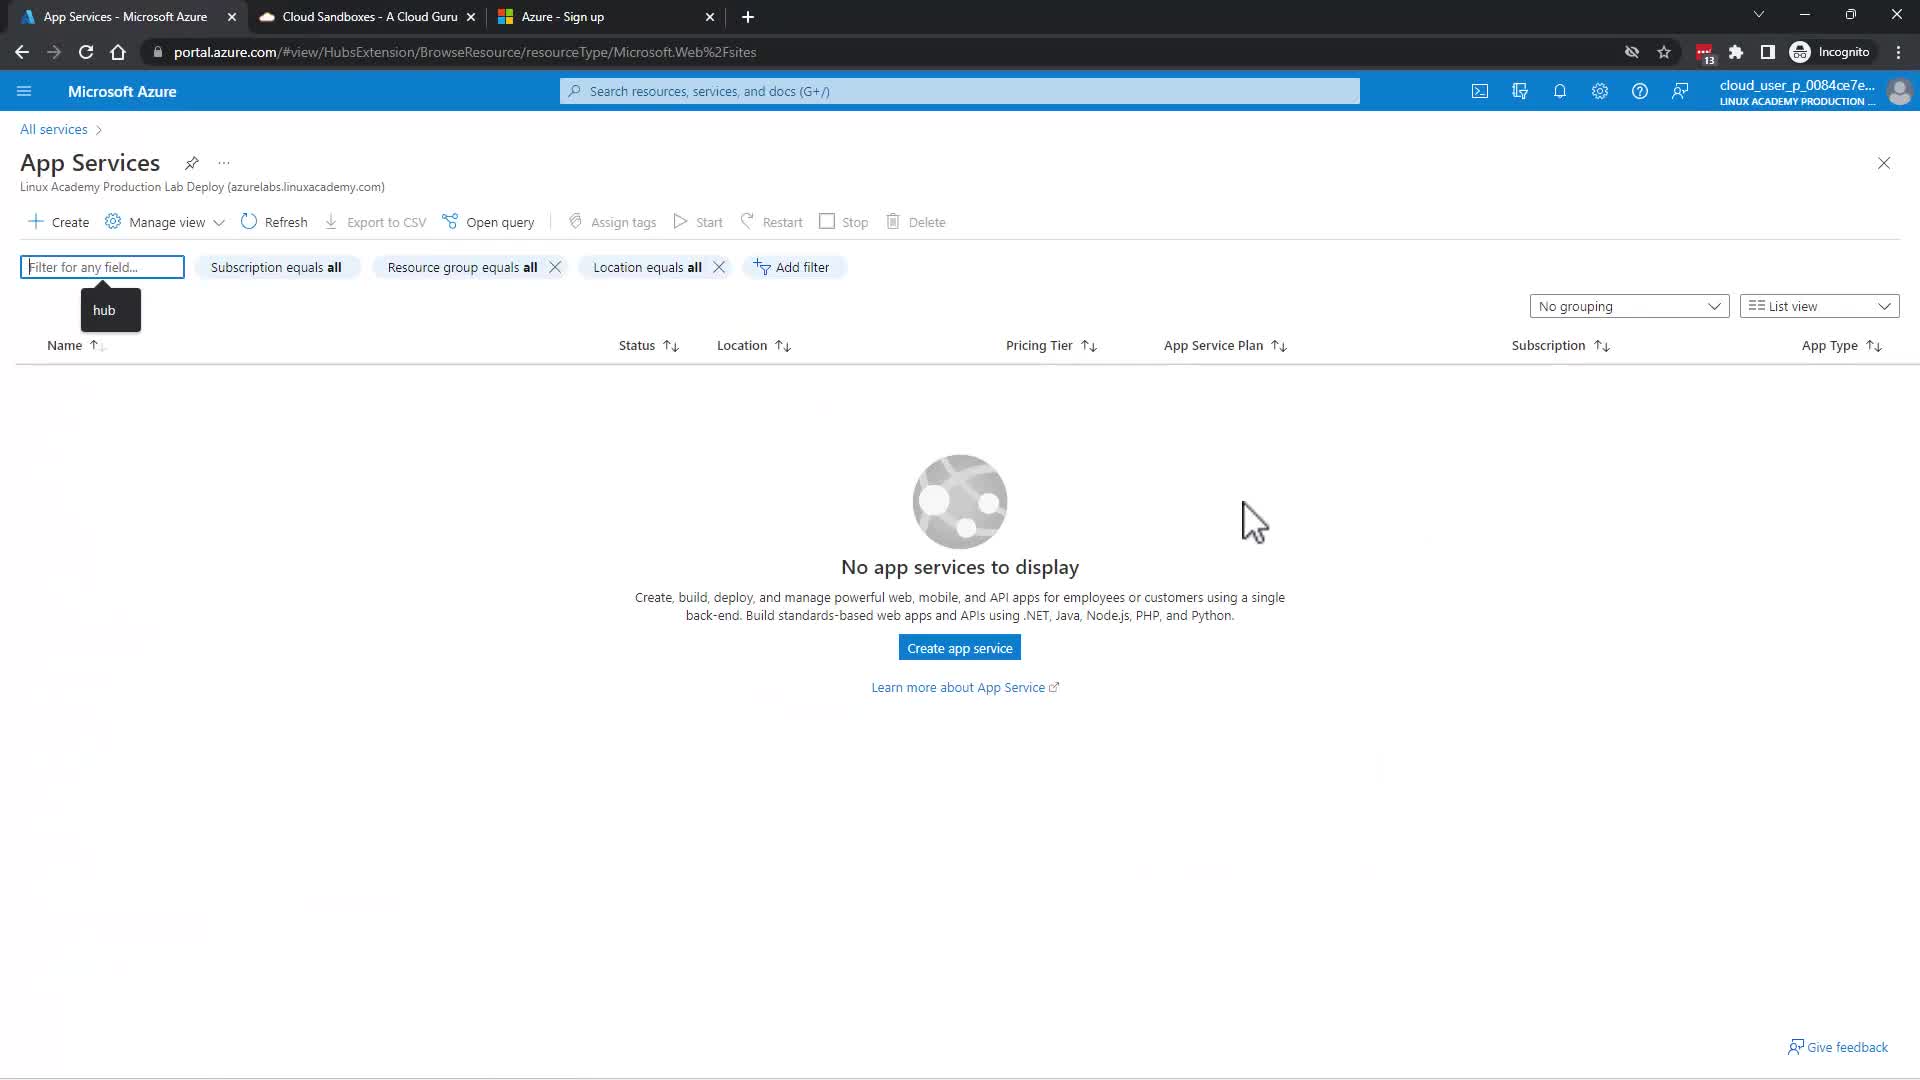 App Services - Microsoft Azure
Cloud Sandboxes - A Cloud Guru
Azure - Sign up
portal.azure.com/#view/HubsExtension/BrowseResource/resourceType/Microsoft.Web%2Fsites
13
Incognito
Microsoft Azure
Search resources, services, and docs (G+/)
cloud_user_p_0084ce7e...
LINUX ACADEMY PRODUCTION ...
All services
App Services
...
Linux Academy Production Lab Deploy (azurelabs.linuxacademy.com)
Create
Manage view
Refresh
Export to CSV
Open query
Assign tags
Start
Restart
Stop
Delete
Filter for any field...
Subscription equals all
Resource group equals all
Location equals all
Add filter
hub
No grouping
List view
Name
Status
Location
Pricing Tier
App Service Plan
Subscription
App Type
No app services to display
Create, build, deploy, and manage powerful web, mobile, and API apps for employees or customers using a single
back-end. Build standards-based web apps and APIs using .NET, Java, Node.js, PHP, and Python.
Create app service
Learn more about App Service
Give feedback